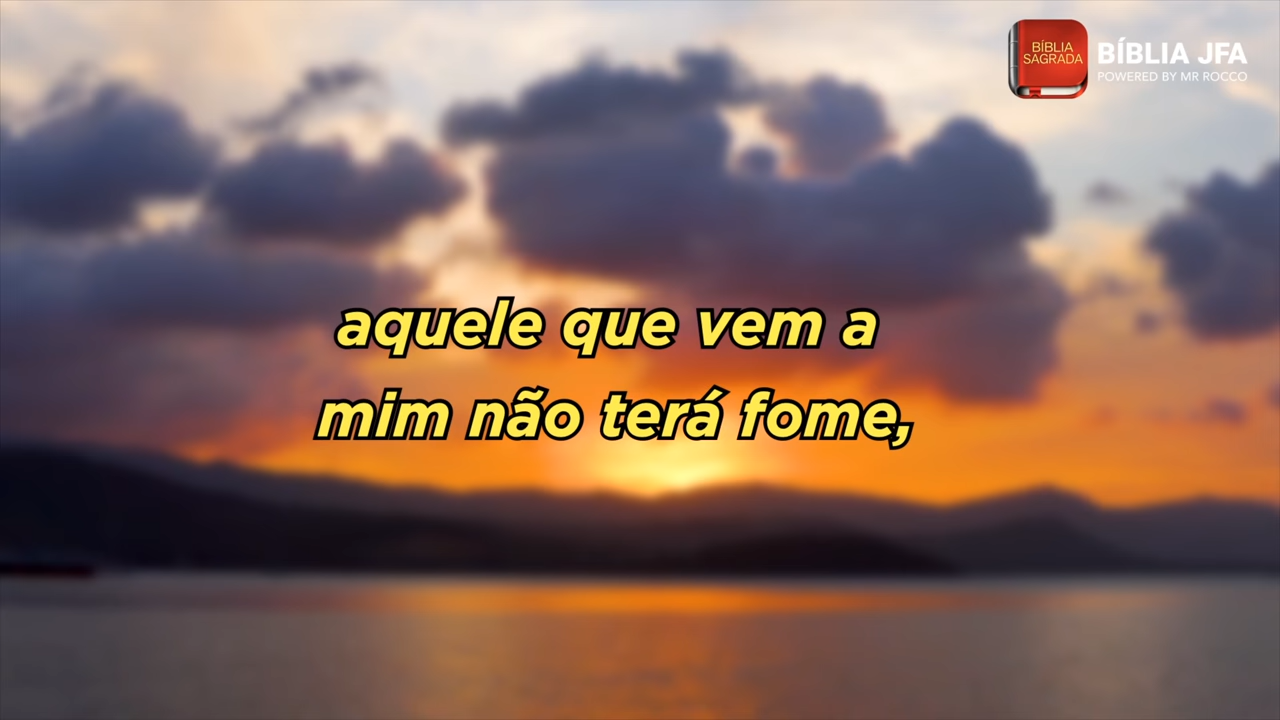 BÍBLIA
SAGRADA
BÍBLIA JFA
POWERED BY MR ROCCO
aquele que vem a
mim não terá fome,